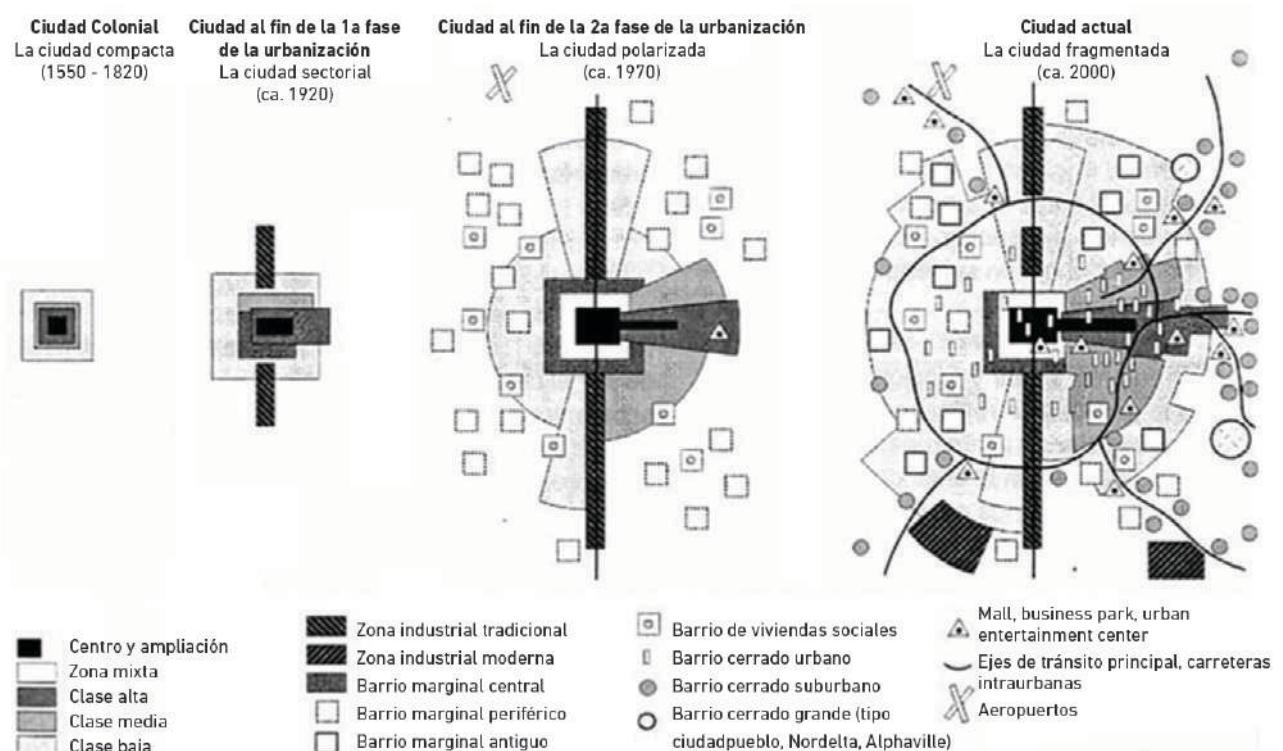 Ciudad Colonial
La ciudad compacta
(1550 - 1820)
Ciudad al fin de la 1a fase
de la urbanización
La ciudad sectorial
(ca. 1920)
Ciudad al fin de la 2a fase de la urbanización
La ciudad polarizada
(ca. 1970)
Ciudad actual
La ciudad fragmentada
(ca. 2000)
Centro y ampliación
Zona mixta
Clase alta
Clase media
Clase baja
Zona industrial tradicional
Zona industrial moderna
Barrio marginal central
Barrio marginal periférico
Barrio marginal antiguo
Barrio de viviendas sociales
Barrio cerrado urbano
Barrio cerrado suburbano
Barrio cerrado grande (tipo
ciudadpueblo, Nordelta, Alphaville)
Mall, business park, urban
entertainment center
Ejes de tránsito principal, carreteras
intraurbanas
Aeropuertos